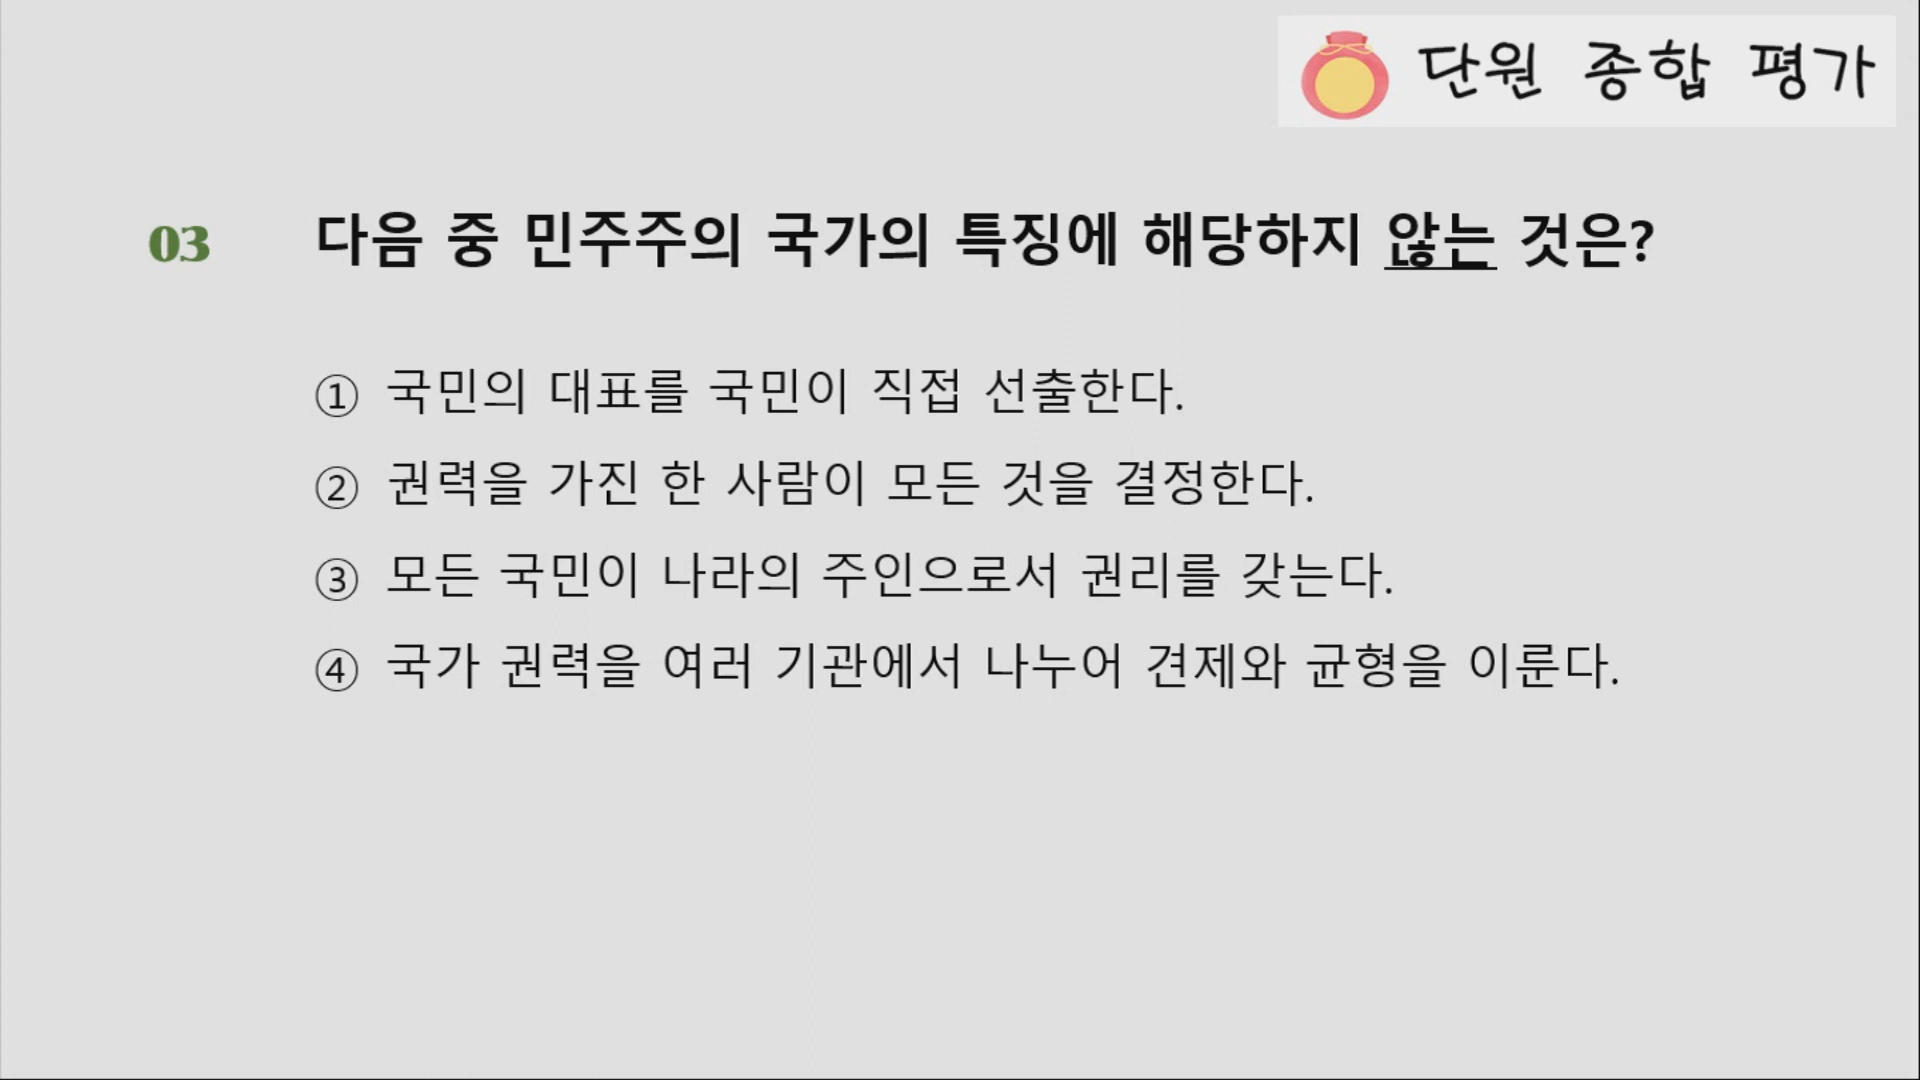 단원 종합 평가
03 다음 중 민주주의 국가의 특징에 해당하지 않는 것은?
① 국민의 대표를 국민이 직접 선출한다.
② 권력을 가진 한 사람이 모든 것을 결정한다.
③ 모든 국민이 나라의 주인으로서 권리를 갖는다.
④ 국가 권력을 여러 기관에서 나누어 견제와 균형을 이룬다.